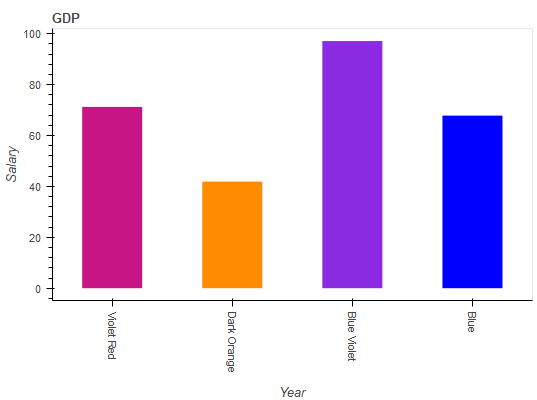 GDP
100
80
60
40
20
0
Salary
Violet Red
Dark Orange
Blue Violet
Blue
Year